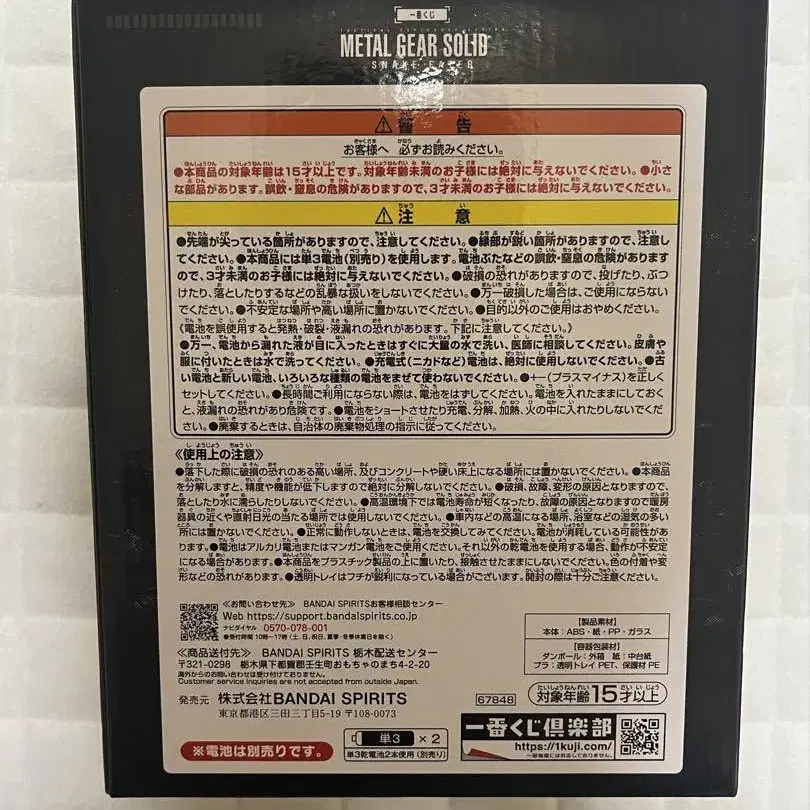 一番くじ
METAL GEAR SOLID
SNAKE EATER
⚠警告
お客様へ 必ずお読みください。
●本商品の対象年齢は15才以上です。対象年齢未満のお子様には絶対に与えないでください。●小さ
な部品があります。誤飲・窒息の危険がありますので、3才未満のお子様には絶対に与えないでください。
⚠注意
●先端が尖っている箇所がありますので、注意してください。●縁部が鋭い箇所がありますので、注意し
てください。●本商品には単3電池(別売り)を使用します。電池ぶたなどの誤飲・窒息の危険があります
ので、3才未満のお子様には絶対に与えないでください。●破損の恐れがありますので、投げたり、ぶつ
けたり、落としたりするなどの乱暴な扱いをしないでください。●万一破損した場合は、ご使用にならない
でください。●不安定な場所や高い場所に置かないでください。●目的以外のご使用はおやめください。
《電池を誤使用すると発熱・破裂・液漏れの恐れがあります。下記に注意してください。》
●万一、電池から漏れた液が目に入ったときはすぐに大量の水で洗い、医師に相談してください。皮膚や
服に付いたときは水で洗ってください。●充電式(ニカドなど)電池は、絶対に使用しないでください。●古
い電池と新しい電池、いろいろな種類の電池をまぜて使わないでください。●+-(プラスマイナス)を正しく
セットしてください。●長時間ご利用にならない際は、電池をはずしてください。電池を入れたままにしておく
と、液漏れの恐れがあり危険です。●電池をショートさせたり充電、分解、加熱、火の中に入れたりしないでく
ださい。●廃棄するときは、自治体の廃棄物処理の指示に従ってください。
《使用上の注意》
●落下した際に破損の恐れのある高い場所、及びコンクリートや硬い床上になる場所には置かないでください。●本商品
を分解しますと、精度や機能が低下しますので絶対に分解しないでください。●破損、故障、変形の原因となりますので、
落としたり水に濡らしたりしないでください。●高温環境下では電池寿命が短くなったり、故障の原因となりますので暖房
器具の近くや直射日光の当たる場所では使用しないでください。●車内などの高温になる場所、浴室などの湿気の多い
所には置かないでください。●正常に動作しないときは、電池を交換してみてください。電池が消耗している可能性があ
ります。●電池はアルカリ電池またはマンガン電池をご使用ください。それ以外の乾電池を使用する場合、動作が不安定
になる場合があります。●本商品をプラスチック製品の上に置いたり、接触させたままにしないでください。色の付着や変
形などの恐れがあります。●透明トレイはフチが鋭利になっている場合がございます。開封の際は十分ご注意ください。
≪お問い合わせ先≫ BANDAI SPIRITSお客様相談センター
Web https://support.bandaispirits.co.jp
ナビダイヤル 0570-078-001
●受付時間 10時~17時(土、日、祝日、夏季・冬季休業日を除く)
≪商品送付先≫ BANDAI SPIRITS 栃木配送センター
〒321-0298 栃木県下都賀郡壬生町おもちゃのまち4-2-20
海外からのお問い合わせは受け付けておりません。
Customer service inquiries are not accepted from outside Japan.
発売元 株式会社BANDAI SPIRITS
東京都港区三田三丁目5-19 〒108-0073
【製品素材】
本体:ABS・紙・PP・ガラス
【容器包装材】
ダンボール:外箱 紙:中台紙
プラ:透明トレイ PET、保護材 PE
67848
対象年齢15才以上
※電池は別売りです。
単3×2
単3乾電池2本使用(別売り)
一番くじ倶楽部
https://1kuji.com/